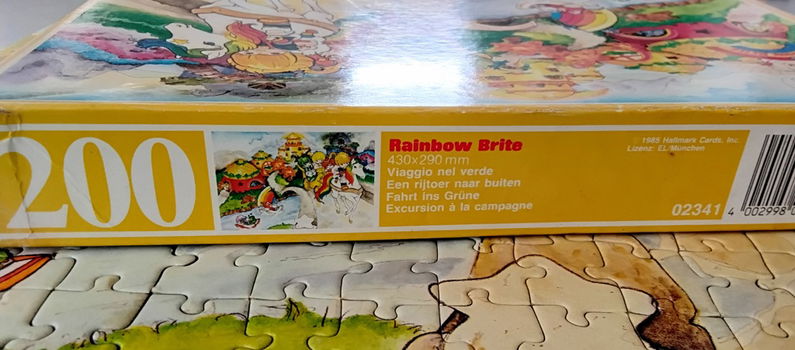 200
Rainbow Brite
430×290 mm
Viaggio nel verde
Een rijtoer naar buiten
Fahrt ins Grüne
Excursion à la campagne
© 1985 Hallmark Cards, Inc.
Lizenz: EL/München
02341
4 002998 0